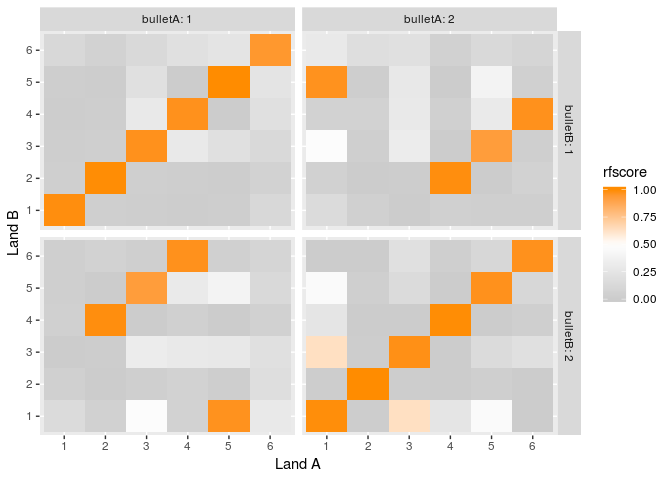 bulletA: 1
bulletA: 2
6
5
4
3
2
1
bulletB: 1
6
5
4
3
2
1
bulletB: 2
Land B
1 2 3 4 5 6
1 2 3 4 5 6
Land A
rfscore
1.00
0.75
0.50
0.25
0.00